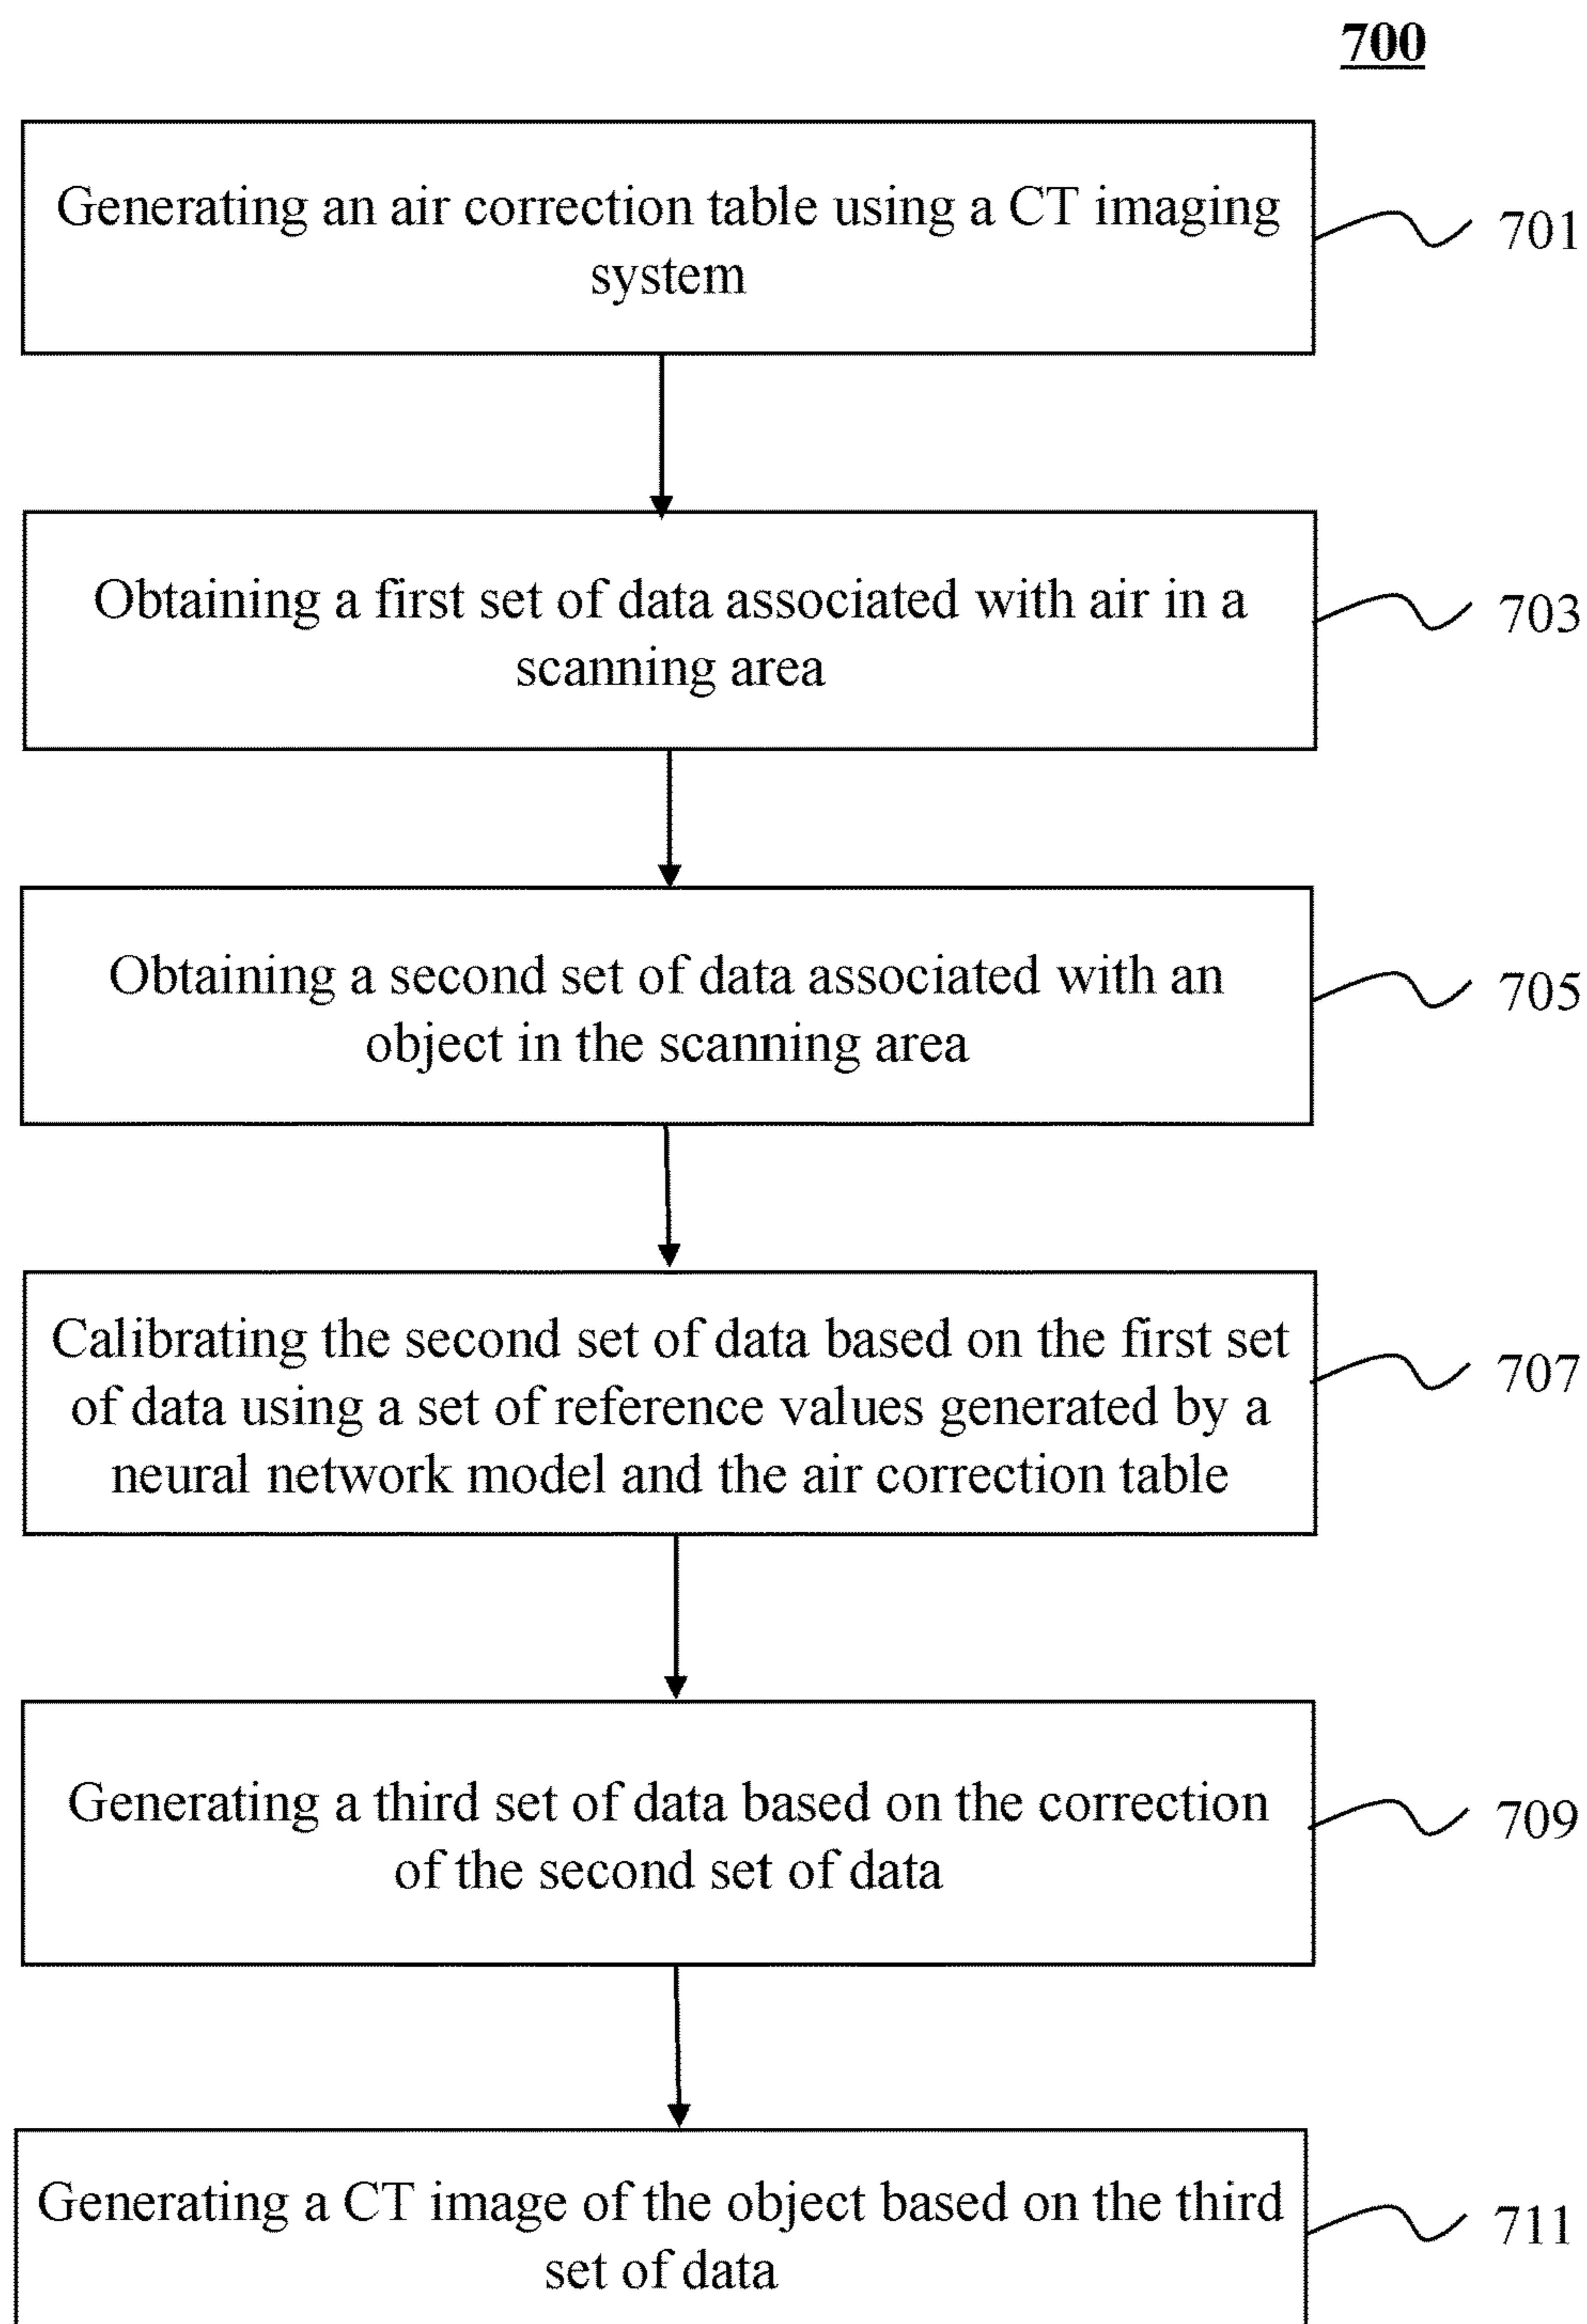 700
Generating an air correction table using a CT imaging
system
701
Obtaining a first set of data associated with air in a
scanning area
703
Obtaining a second set of data associated with an
object in the scanning area
705
Calibrating the second set of data based on the first set
of data using a set of reference values generated by a
neural network model and the air correction table
707
Generating a third set of data based on the correction
of the second set of data
709
Generating a CT image of the object based on the third
set of data
711